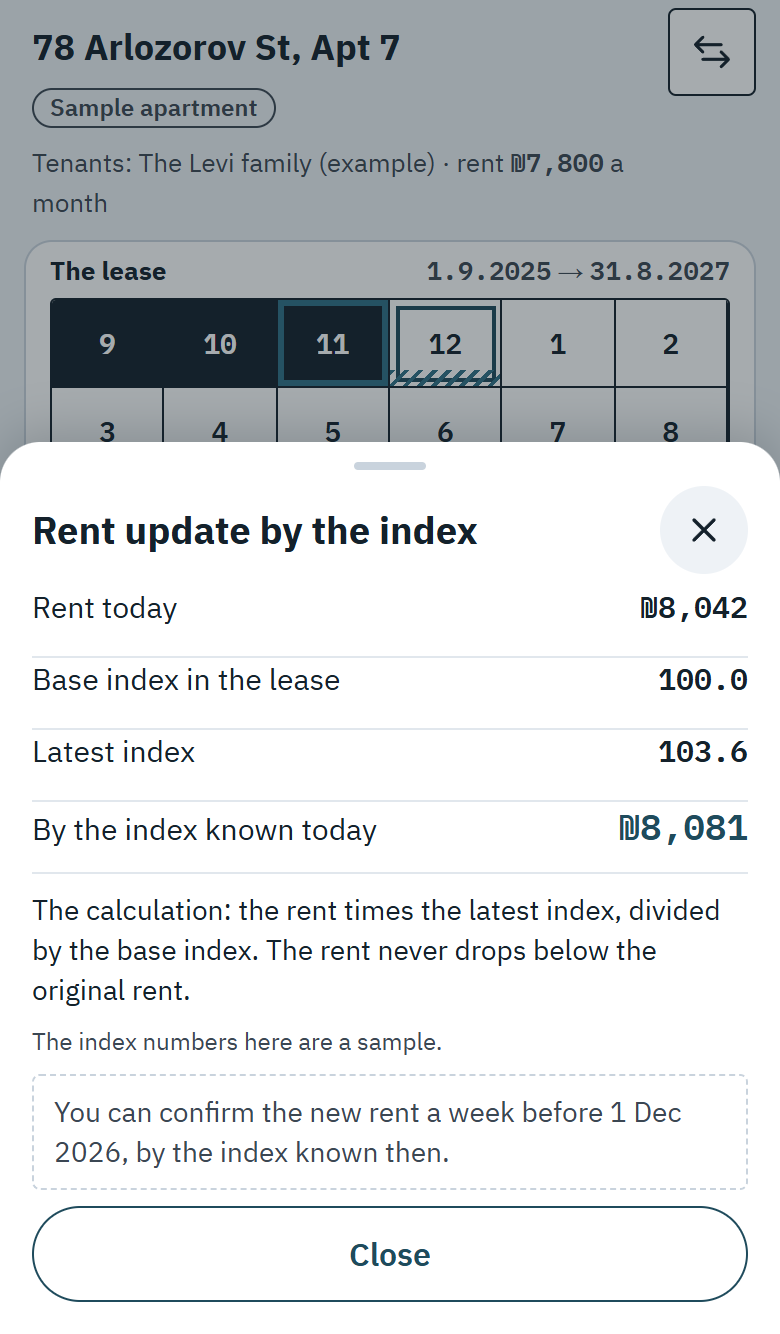 78 Arlozorov St, Apt 7
Sample apartment
Tenants: The Levi family (example) · rent ₪7,800 a
month
The lease 1.9.2025 → 31.8.2027
9 10 11 12 1 2
3 4 5 6 7 8
Rent update by the index
Rent today ₪8,042
Base index in the lease 100.0
Latest index 103.6
By the index known today ₪8,081
The calculation: the rent times the latest index, divided
by the base index. The rent never drops below the
original rent.
The index numbers here are a sample.
You can confirm the new rent a week before 1 Dec
2026, by the index known then.
Close